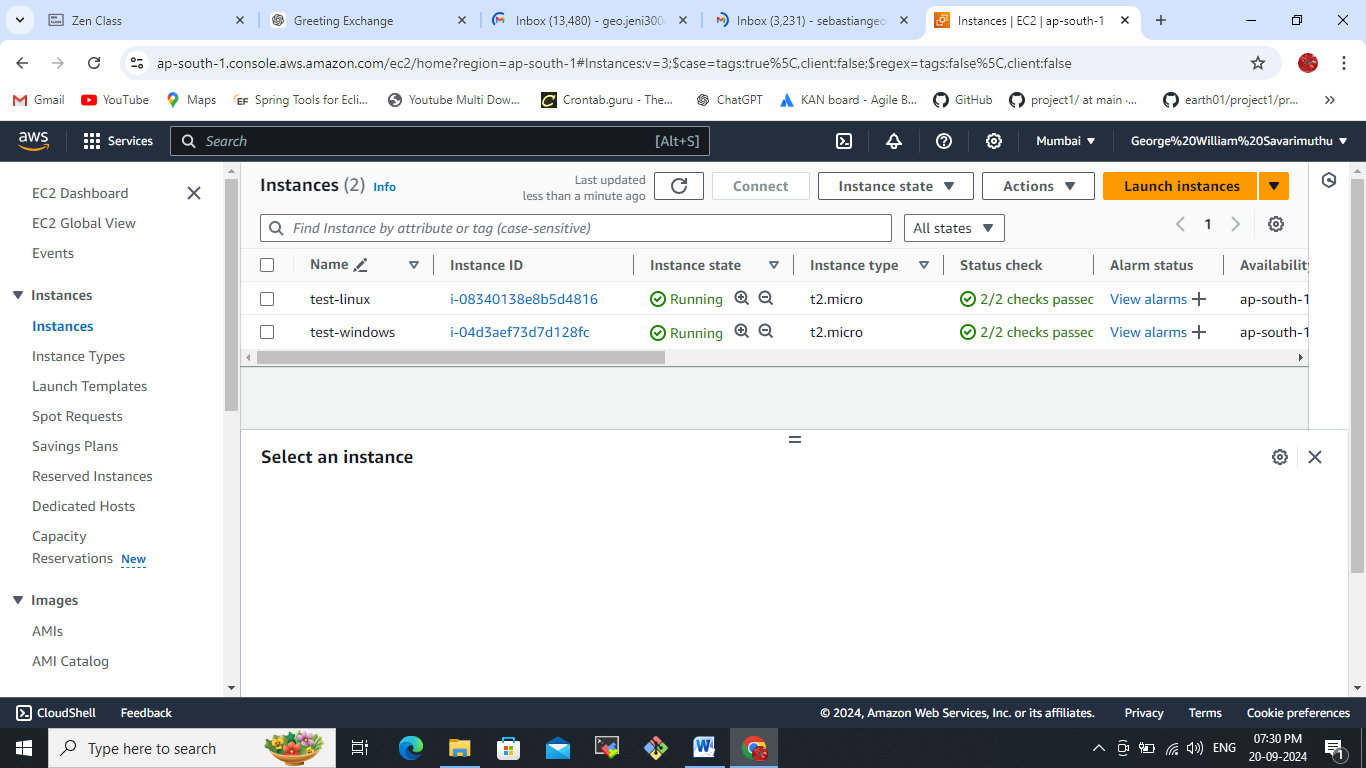 Zen Class
Greeting Exchange
Inbox (13,480) - geo.jeni300
Inbox (3,231) - sebastiangeo
Instances | EC2 | ap-south-1
ap-south-1.console.aws.amazon.com/ec2/home?region=ap-south-1#Instances:v=3;$case=tags:true%5C,client:false;$regex=tags:false%5C,client:false
Gmail
YouTube
Maps
EF Spring Tools for Ecli...
Youtube Multi Dow...
Crontab.guru - The...
ChatGPT
KAN board - Agile B...
GitHub
project1/ at main ·...
earth01/project1/pr...
aws
Services
Search
[Alt+S]
Mumbai
George%20William%20Savarimuthu
EC2 Dashboard
EC2 Global View
Events
Instances
Instances
Instance Types
Launch Templates
Spot Requests
Savings Plans
Reserved Instances
Dedicated Hosts
Capacity
Reservations New
Images
AMIs
AMI Catalog
Instances (2) Info
Last updated
less than a minute ago
Connect
Instance state
Actions
Launch instances
Find Instance by attribute or tag (case-sensitive)
All states
1
Name Instance ID Instance state Instance type Status check Alarm status Availability
test-linux i-08340138e8b5d4816 Running t2.micro 2/2 checks passed View alarms ap-south-1
test-windows i-04d3aef73d7d128fc Running t2.micro 2/2 checks passed View alarms ap-south-1
Select an instance
CloudShell Feedback © 2024, Amazon Web Services, Inc. or its affiliates. Privacy Terms Cookie preferences
Type here to search
ENG
07:30 PM
20-09-2024
1